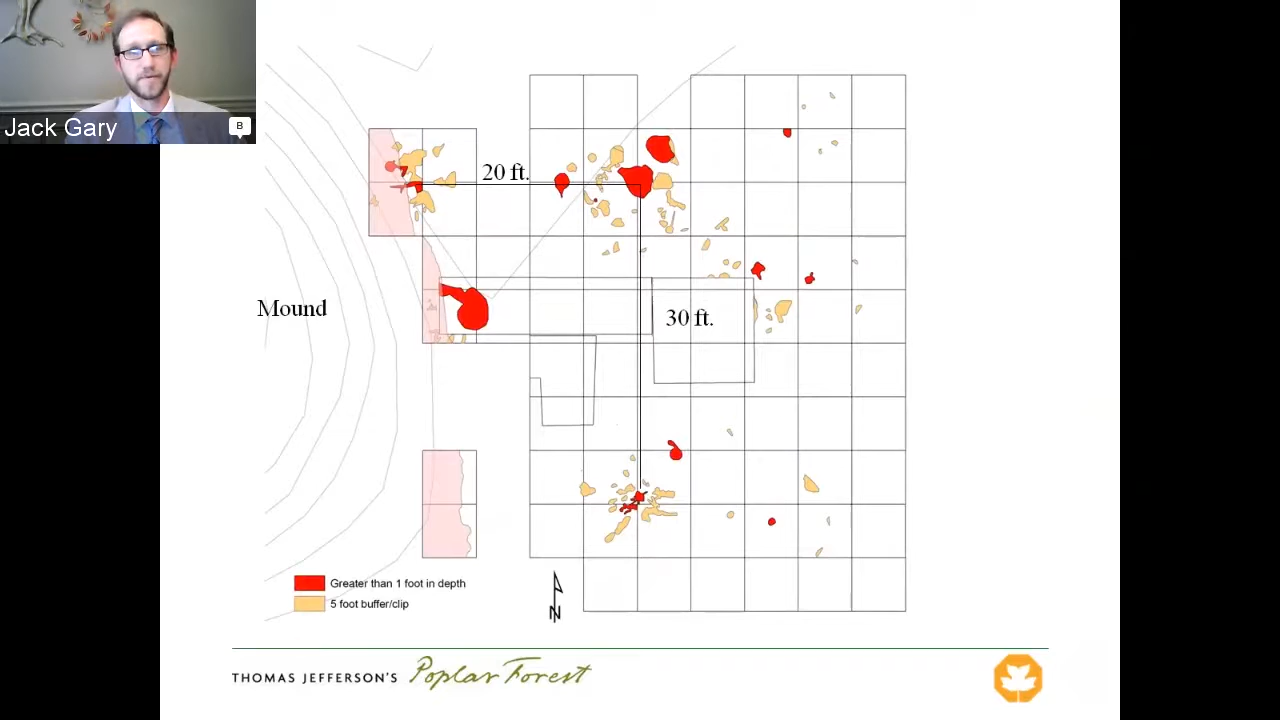 Jack Gary
B
20 ft.
Mound
30 ft.
Greater than 1 foot in depth
5 foot buffer/clip
N
THOMAS JEFFERSON'S Poplar Forest